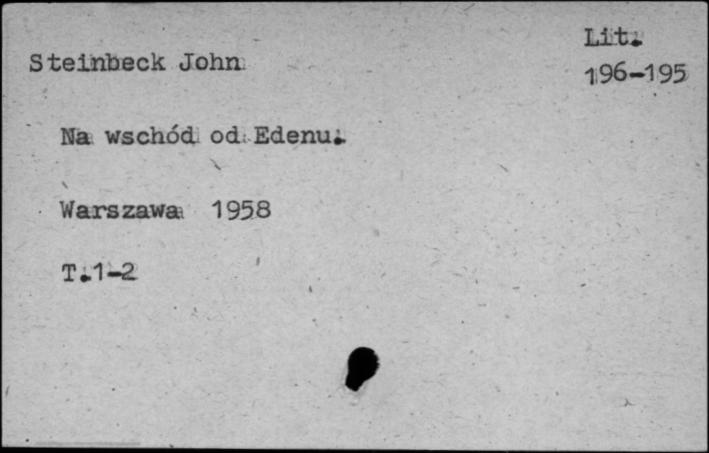 Lit.
Steinbeck John
196-195
Na wschód od Edenu.
Warszawa 1958
T.1-2